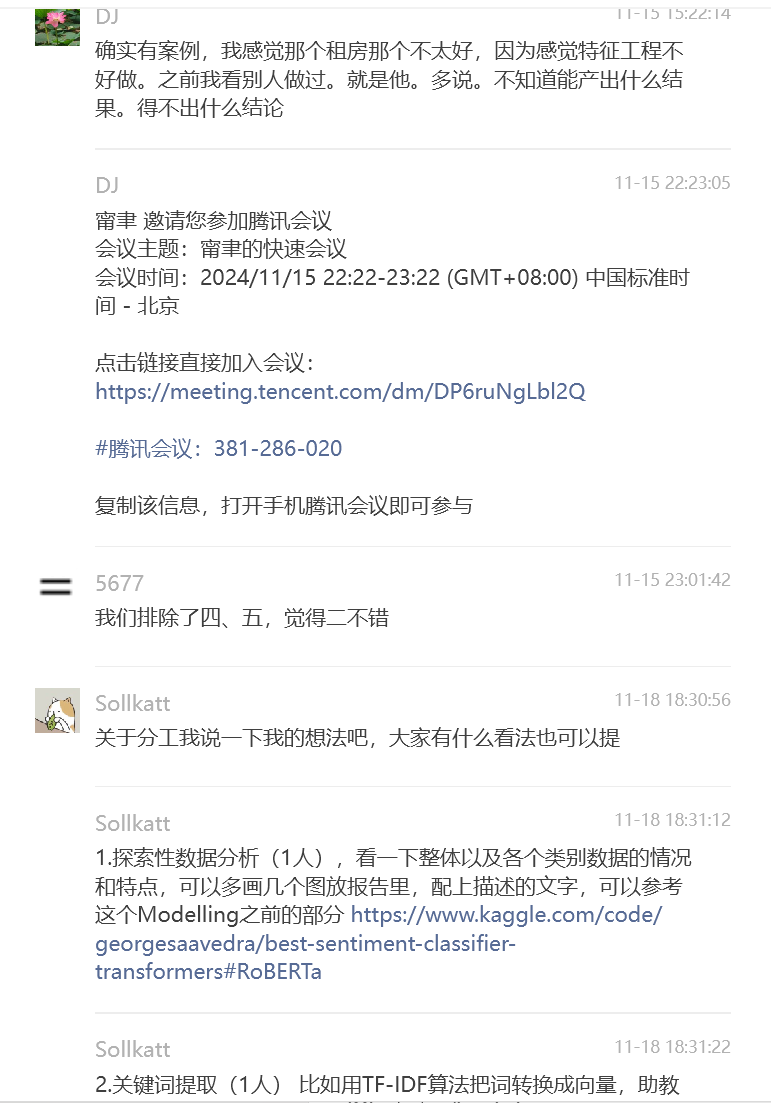 DJ
11-15 15:22:14
确实有案例，我感觉那个租房那个不太好，因为感觉特征工程不
好做。之前我看别人做过。就是他。多说。不知道能产出什么结
果。得不出什么结论
DJ
11-15 22:23:05
甯聿 邀请您参加腾讯会议
会议主题：甯聿的快速会议
会议时间：2024/11/15 22:22-23:22 (GMT+08:00) 中国标准时
间 - 北京
点击链接直接加入会议：
https://meeting.tencent.com/dm/DP6ruNgLbl2Q
#腾讯会议：381-286-020
复制该信息，打开手机腾讯会议即可参与
5677
11-15 23:01:42
我们排除了四、五，觉得二不错
Sollkatt
11-18 18:30:56
关于分工我说一下我的想法吧，大家有什么看法也可以提
Sollkatt
11-18 18:31:12
1.探索性数据分析（1人），看一下整体以及各个类别数据的情况
和特点，可以多画几个图放报告里，配上描述的文字，可以参考
这个Modelling之前的部分 https://www.kaggle.com/code/
georgesaavedra/best-sentiment-classifier-
transformers#RoBERTa
Sollkatt
11-18 18:31:22
2.关键词提取（1人） 比如用TF-IDF算法把词转换成向量，助教